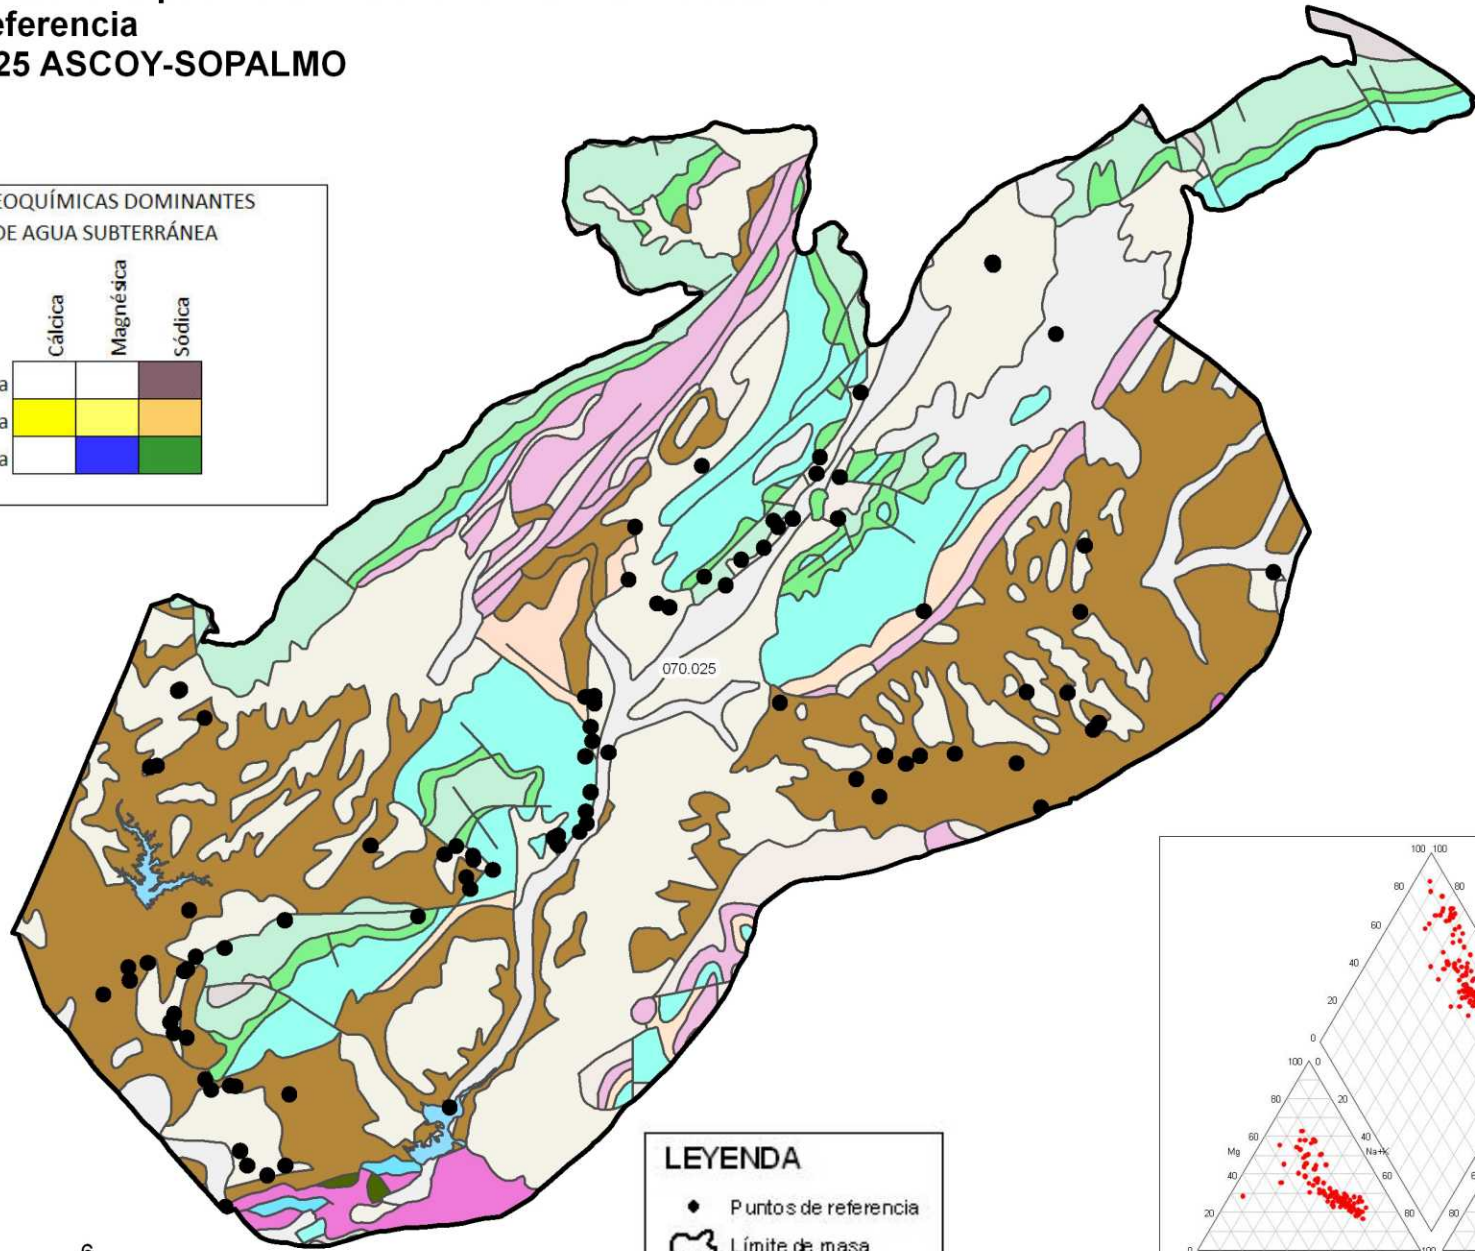 eferencia
25 ASCOY-SOPALMO
EOQUÍMICAS DOMINANTES
DE AGUA SUBTERRÁNEA
Cálcica
Magnésica
Sódica
a
a
a
070.025
LEYENDA
Puntos de referencia
Límite de masa
6
100 100
80 80
60
40
20
0
100 0
80 20
60 40
Mg Na+K
40 60
20 80 80
0 100